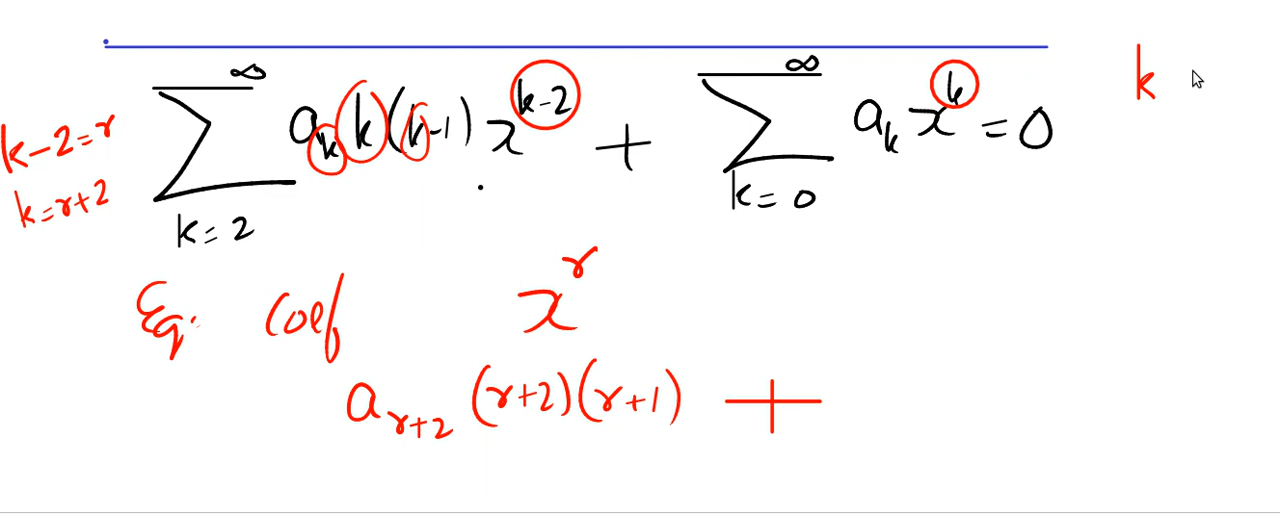 ∑_{k=2}^{∞} a_k k(k-1) x^{k-2} + ∑_{k=0}^{∞} a_k x^k = 0
k
k-2=r
k=r+2
Eq. coef x^r
a_{r+2} (r+2)(r+1) +